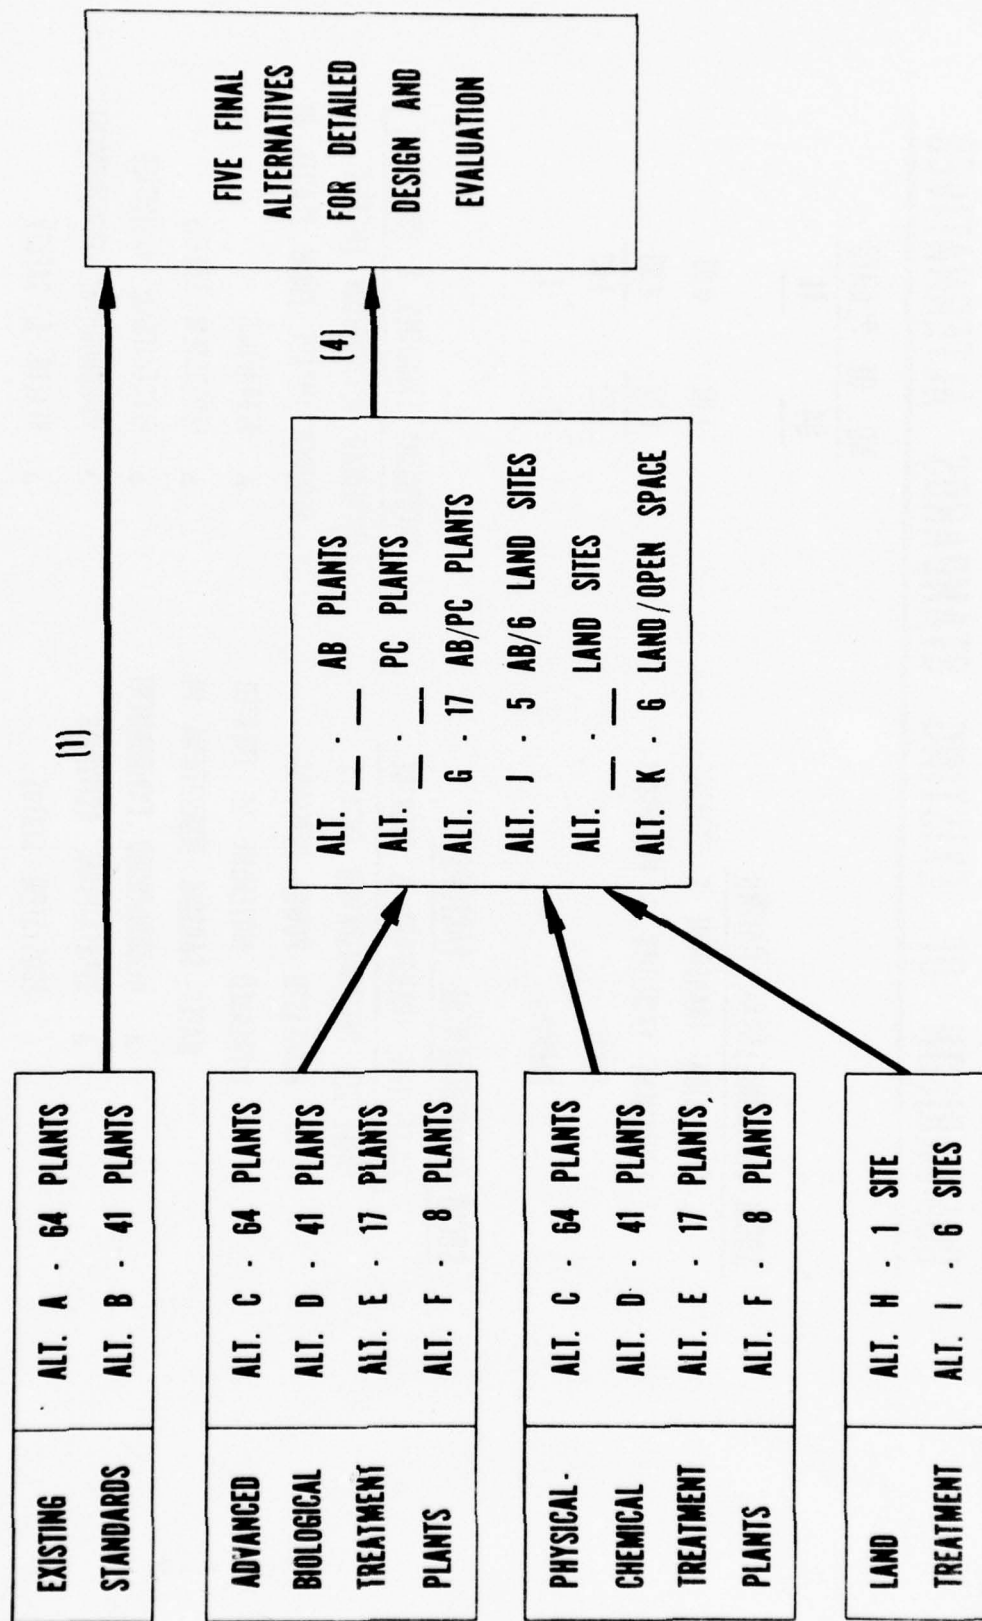 EXISTING
STANDARDS
ALT. A · 64 PLANTS
ALT. B · 41 PLANTS
ADVANCED
BIOLOGICAL
TREATMENT
PLANTS
ALT. C · 64 PLANTS
ALT. D · 41 PLANTS
ALT. E · 17 PLANTS
ALT. F · 8 PLANTS
PHYSICAL-
CHEMICAL
TREATMENT
PLANTS
ALT. C · 64 PLANTS
ALT. D · 41 PLANTS
ALT. E · 17 PLANTS
ALT. F · 8 PLANTS
LAND
TREATMENT
ALT. H · 1 SITE
ALT. I · 6 SITES
ALT. __ · __ AB PLANTS
ALT. __ · __ PC PLANTS
ALT. G · 17 AB/PC PLANTS
ALT. J · 5 AB/6 LAND SITES
ALT. __ · __ LAND SITES
ALT. K · 6 LAND/OPEN SPACE
(1)
(4)
FIVE FINAL
ALTERNATIVES
FOR DETAILED
DESIGN AND
EVALUATION